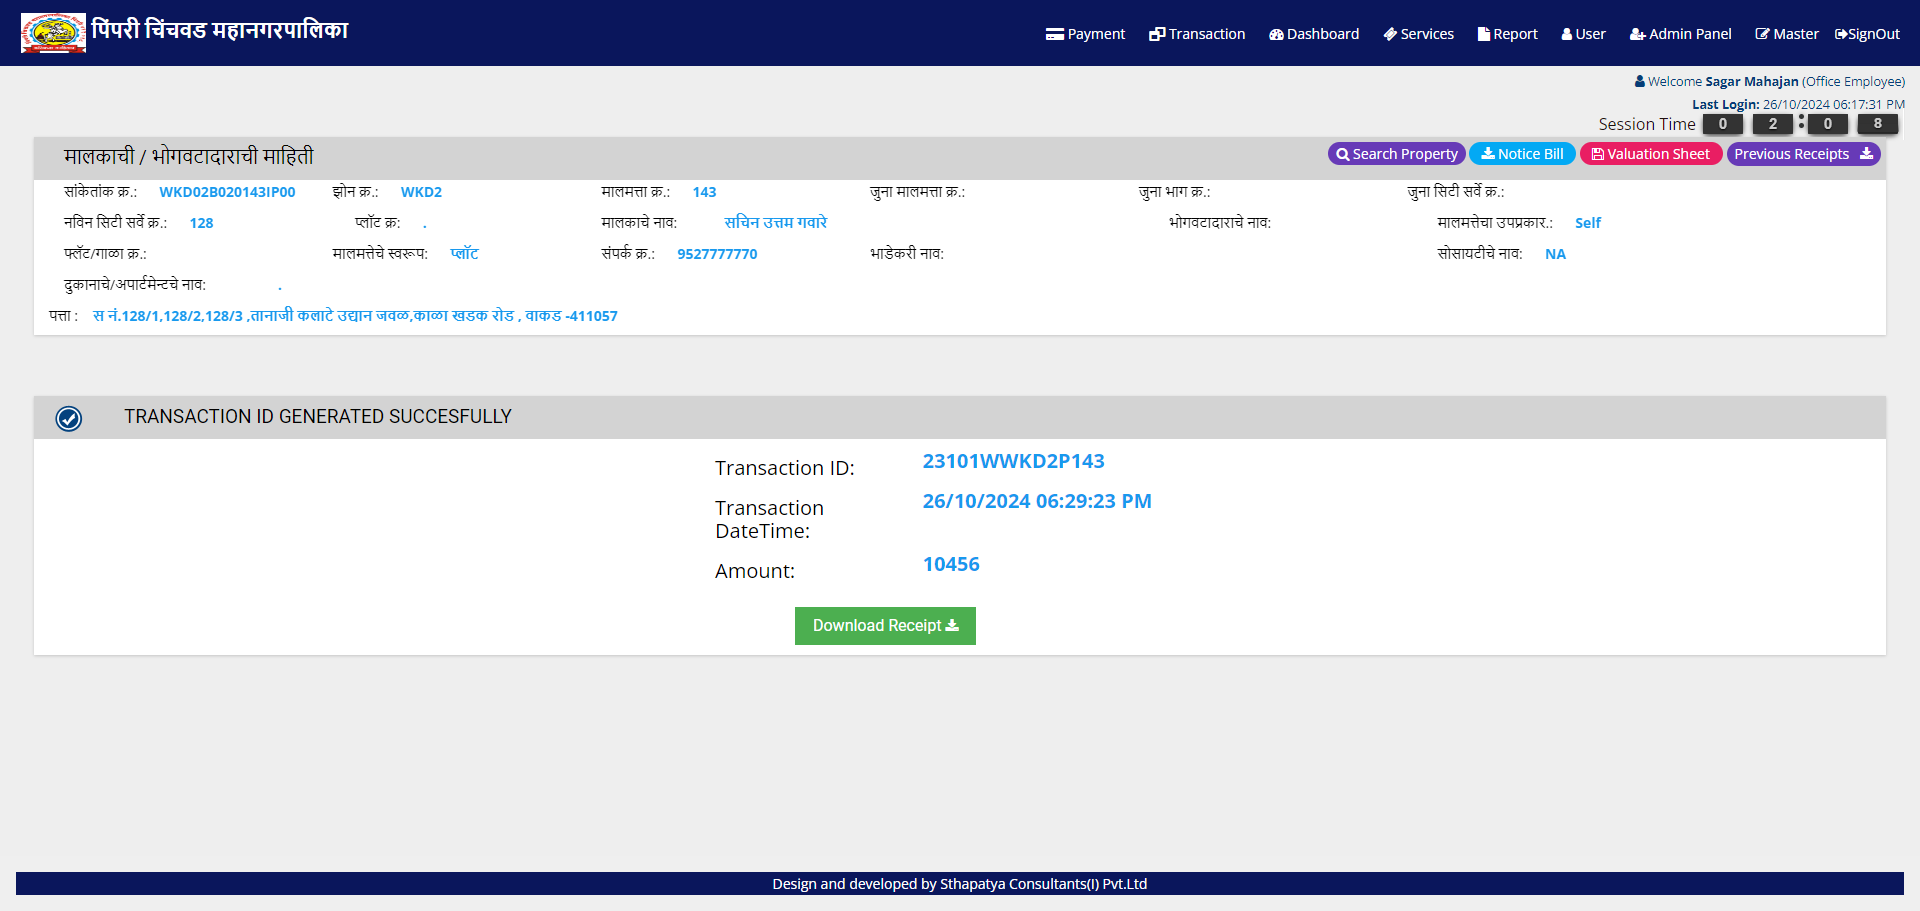 पिंपरी चिंचवड महानगरपालिका
Payment Transaction Dashboard Services Report User Admin Panel Master SignOut
Welcome Sagar Mahajan (Office Employee)
Last Login: 26/10/2024 06:17:31 PM
Session Time 0 2 : 0 8
मालकाची / भोगवटादाराची माहिती
Search Property Notice Bill Valuation Sheet Previous Receipts
सांकेतांक क्र.: WKD02B020143IP00 झोन क्र.: WKD2 मालमत्ता क्र.: 143 जुना मालमत्ता क्र.: जुना भाग क्र.: जुना सिटी सर्वे क्र.:
नविन सिटी सर्वे क्र.: 128 प्लॉट क्र: . मालकाचे नाव: सचिन उत्तम गवारे भोगवटादाराचे नाव: मालमत्तेचा उपप्रकार.: Self
फ्लॅट/गाळा क्र.: मालमत्तेचे स्वरूप: प्लॉट संपर्क क्र.: 9527777770 भाडेकरी नाव: सोसायटीचे नाव: NA
दुकानाचे/अपार्टमेन्टचे नाव: .
पत्ता : स नं.128/1,128/2,128/3 ,तानाजी कलाटे उद्यान जवळ,काळा खडक रोड , वाकड -411057
TRANSACTION ID GENERATED SUCCESFULLY
Transaction ID: 23101WWKD2P143
Transaction DateTime: 26/10/2024 06:29:23 PM
Amount: 10456
Download Receipt
Design and developed by Sthapatya Consultants(I) Pvt.Ltd